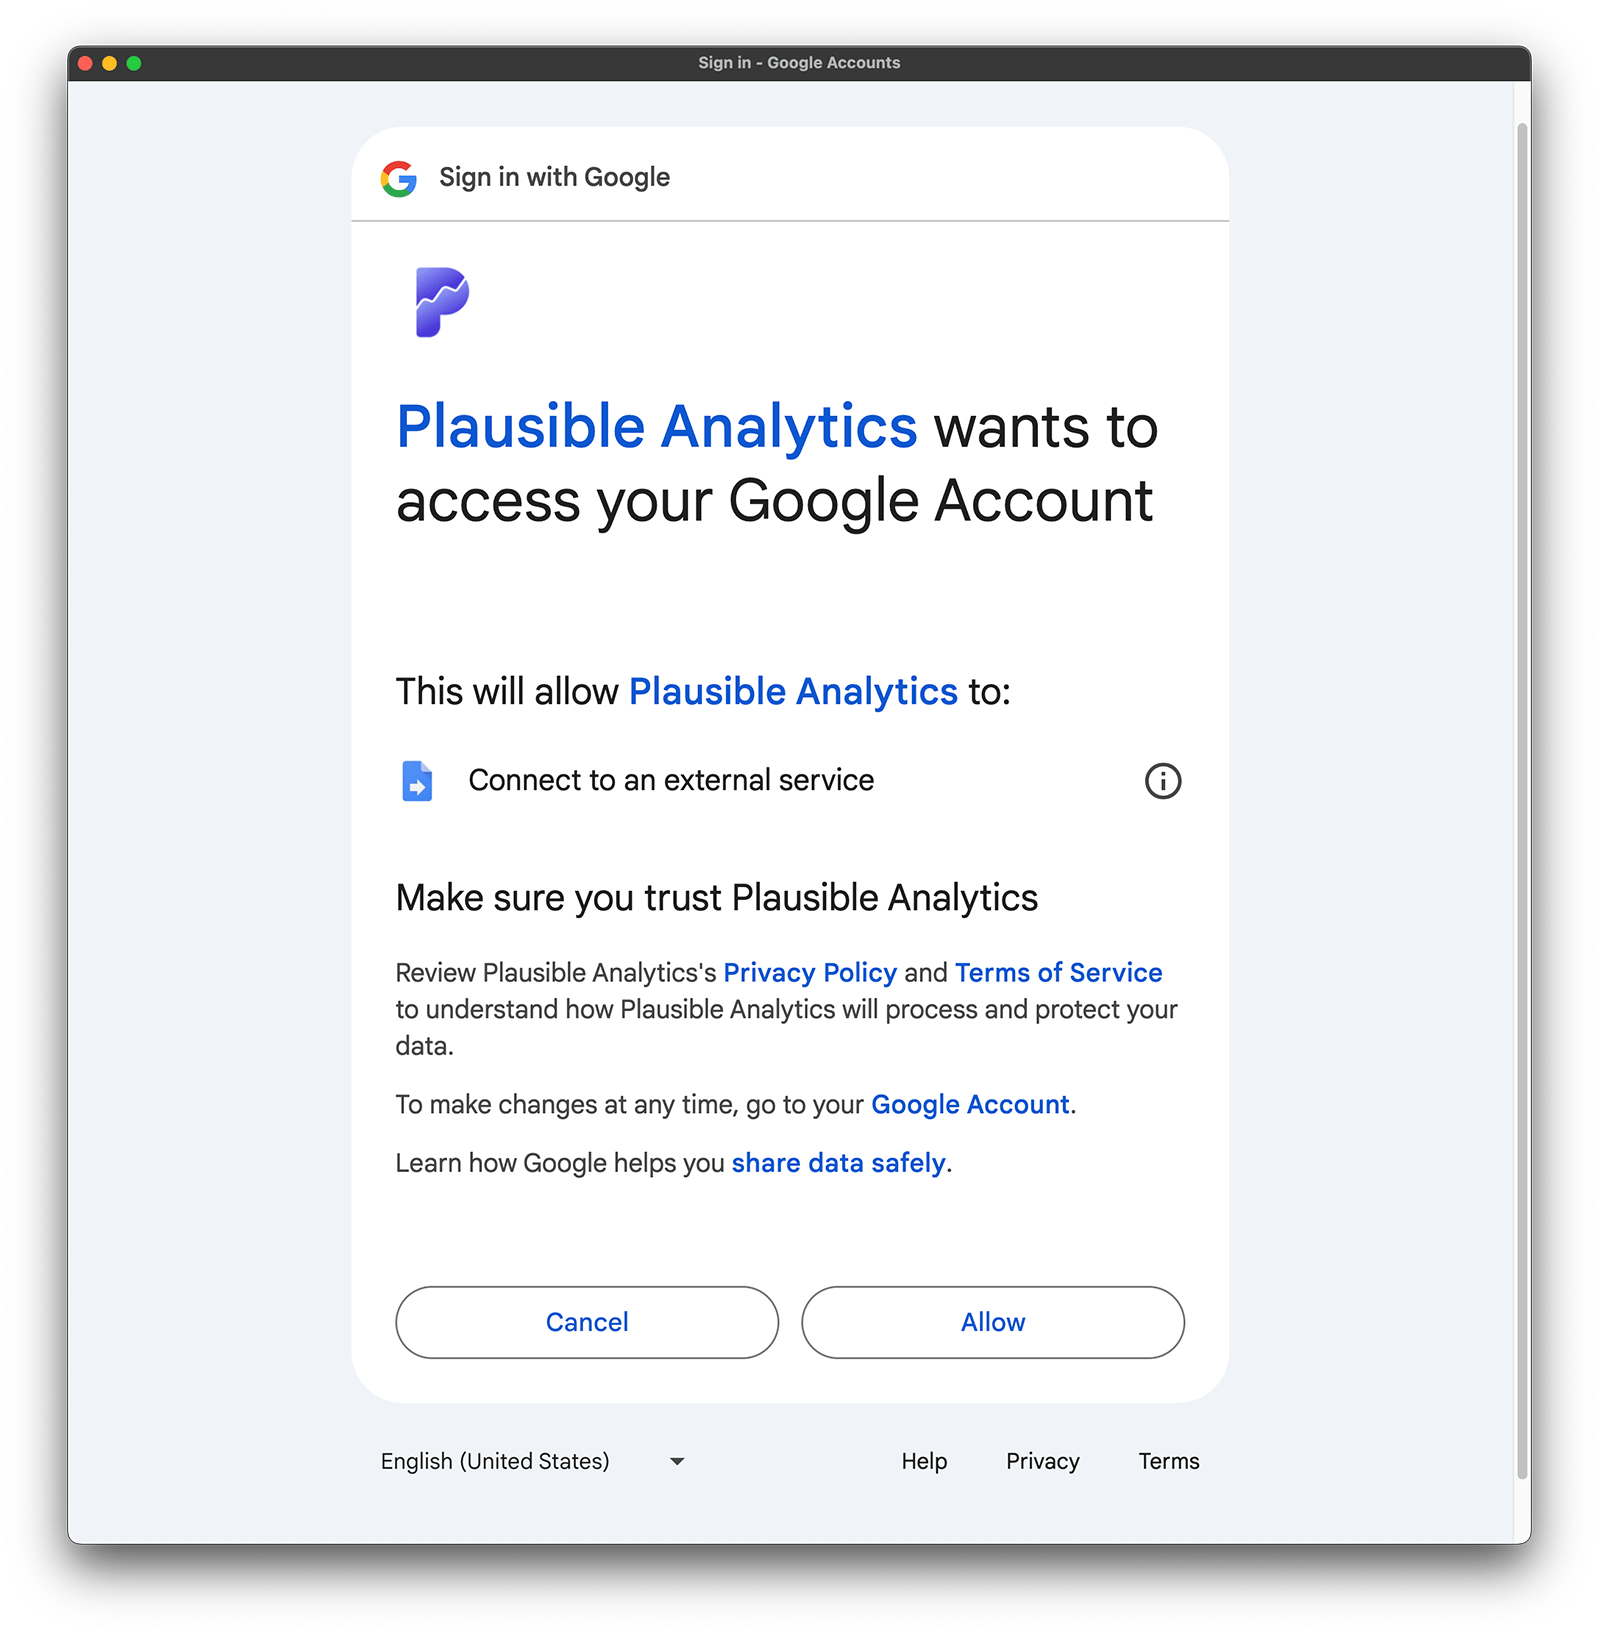 Sign in - Google Accounts
Sign in with Google
Plausible Analytics wants to
access your Google Account
This will allow Plausible Analytics to:
Connect to an external service
Make sure you trust Plausible Analytics
Review Plausible Analytics's Privacy Policy and Terms of Service
to understand how Plausible Analytics will process and protect your
data.
To make changes at any time, go to your Google Account.
Learn how Google helps you share data safely.
Cancel
Allow
English (United States)
Help
Privacy
Terms